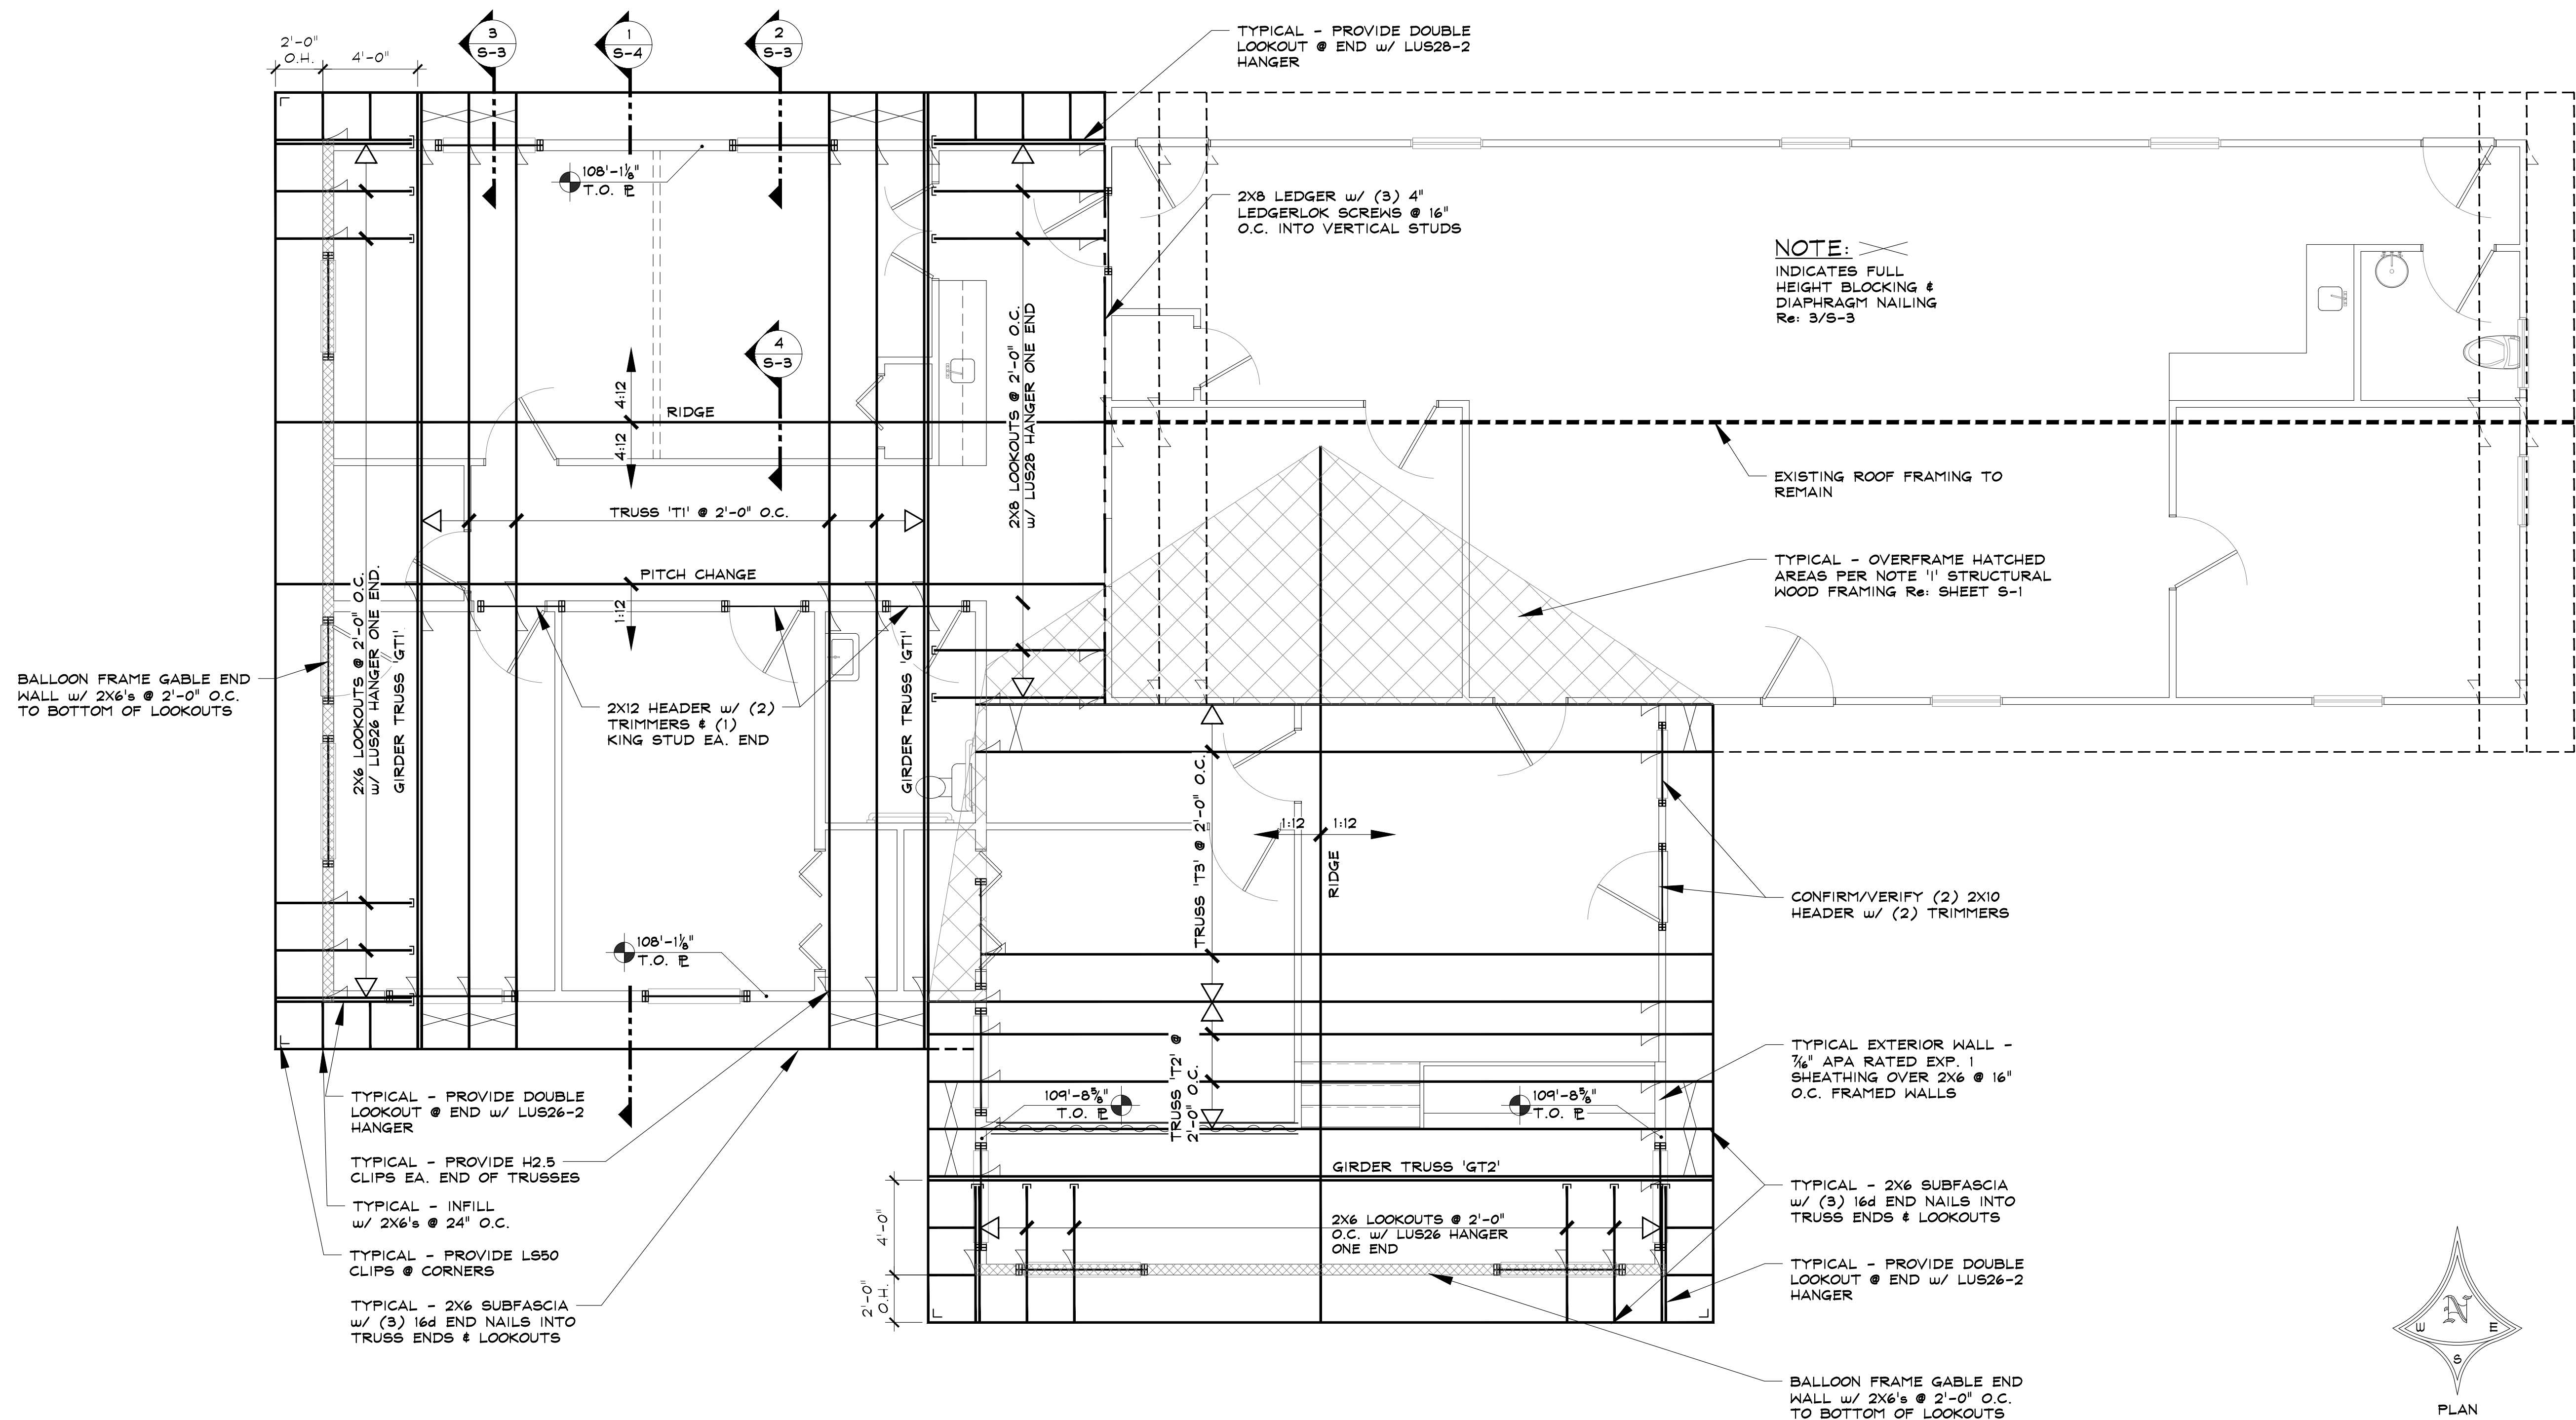 2'-0"
O.H.
4'-0"
3
S-3
1
S-4
2
S-3
TYPICAL - PROVIDE DOUBLE
LOOKOUT @ END w/ LUS28-2
HANGER
108'-1⅛"
T.O. ℙL
2X8 LEDGER w/ (3) 4"
LEDGERLOK SCREWS @ 16"
O.C. INTO VERTICAL STUDS
NOTE:
INDICATES FULL
HEIGHT BLOCKING &
DIAPHRAGM NAILING
Re: 3/S-3
4
S-3
2X8 LOOKOUTS @ 2'-0" O.C.
w/ LUS28 HANGER ONE END
4:12
RIDGE
4:12
EXISTING ROOF FRAMING TO
REMAIN
TRUSS 'T1' @ 2'-0" O.C.
PITCH CHANGE
1:12
TYPICAL - OVERFRAME HATCHED
AREAS PER NOTE '1' STRUCTURAL
WOOD FRAMING Re: SHEET S-1
2X6 LOOKOUTS @ 2'-0" O.C.
w/ LUS26 HANGER ONE END.
GIRDER TRUSS 'GT1'
GIRDER TRUSS 'GT1'
BALLOON FRAME GABLE END
WALL w/ 2X6's @ 2'-0" O.C.
TO BOTTOM OF LOOKOUTS
2X12 HEADER w/ (2)
TRIMMERS & (1)
KING STUD EA. END
TRUSS 'T3' @ 2'-0" O.C.
1:12
1:12
RIDGE
CONFIRM/VERIFY (2) 2X10
HEADER w/ (2) TRIMMERS
108'-1⅛"
T.O. ℙL
TRUSS 'T2' @
2'-0" O.C.
TYPICAL EXTERIOR WALL -
7/16" APA RATED EXP. 1
SHEATHING OVER 2X6 @ 16"
O.C. FRAMED WALLS
109'-8⅝"
T.O. ℙL
109'-8⅝"
T.O. ℙL
TYPICAL - PROVIDE DOUBLE
LOOKOUT @ END w/ LUS26-2
HANGER
TYPICAL - PROVIDE H2.5
CLIPS EA. END OF TRUSSES
TYPICAL - INFILL
w/ 2X6's @ 24" O.C.
TYPICAL - PROVIDE LS50
CLIPS @ CORNERS
TYPICAL - 2X6 SUBFASCIA
w/ (3) 16d END NAILS INTO
TRUSS ENDS & LOOKOUTS
GIRDER TRUSS 'GT2'
4'-0"
2'-0"
O.H.
2X6 LOOKOUTS @ 2'-0"
O.C. w/ LUS26 HANGER
ONE END
TYPICAL - 2X6 SUBFASCIA
w/ (3) 16d END NAILS INTO
TRUSS ENDS & LOOKOUTS
TYPICAL - PROVIDE DOUBLE
LOOKOUT @ END w/ LUS26-2
HANGER
BALLOON FRAME GABLE END
WALL w/ 2X6's @ 2'-0" O.C.
TO BOTTOM OF LOOKOUTS
N
W E
S
PLAN